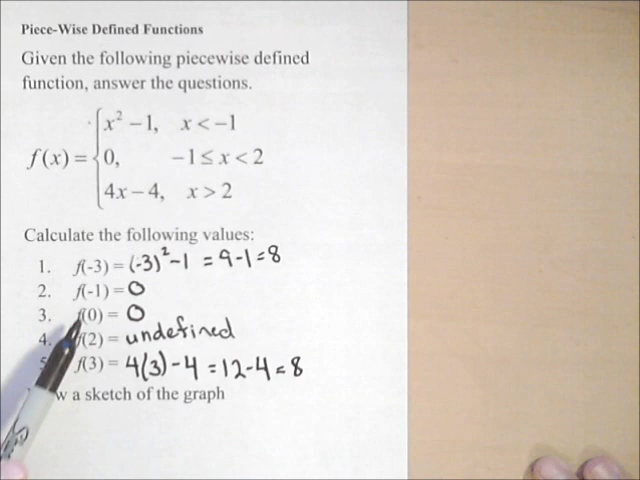 Piece-Wise Defined Functions
Given the following piecewise defined
function, answer the questions.
x² − 1, x < −1
f(x) = { 0, −1 ≤ x < 2
4x − 4, x > 2
Calculate the following values:
1. f(-3) = (-3)² - 1 = 9 - 1 = 8
2. f(-1) = 0
3. f(0) = 0
4. f(2) = undefined
f(3) = 4(3) - 4 = 12 - 4 = 8
a sketch of the graph